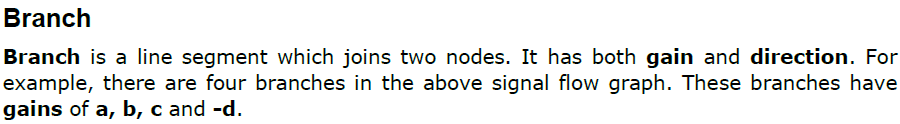 Branch
Branch is a line segment which joins two nodes. It has both gain and direction. For
example, there are four branches in the above signal flow graph. These branches have
gains of a, b, c and -d.